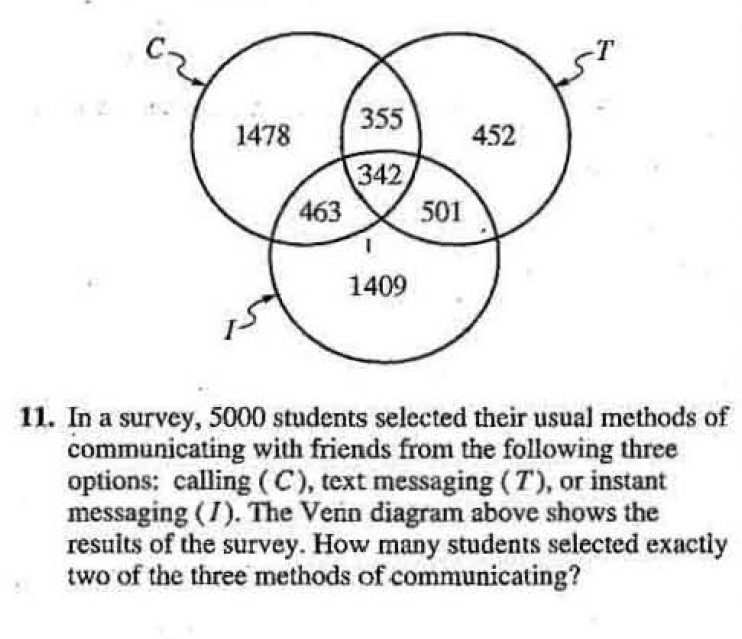 C
T
1478
355
452
342
463
501
1409
I
11. In a survey, 5000 students selected their usual methods of
communicating with friends from the following three
options: calling (C), text messaging (T), or instant
messaging (I). The Venn diagram above shows the
results of the survey. How many students selected exactly
two of the three methods of communicating?